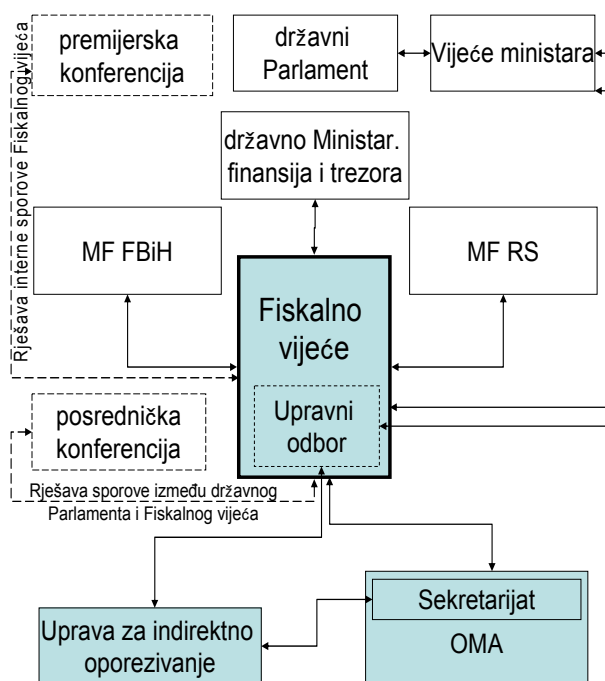 premijerska
konferencija
državni
Parlament
Vijeće ministara
Rješava interne sporove Fiskalnog vijeća
državno Ministar.
finansija i trezora
MF FBiH
MF RS
Fiskalno
vijeće
Upravni
odbor
posrednička
konferencija
Rješava sporove između državnog
Parlamenta i Fiskalnog vijeća
Uprava za indirektno
oporezivanje
Sekretarijat
OMA